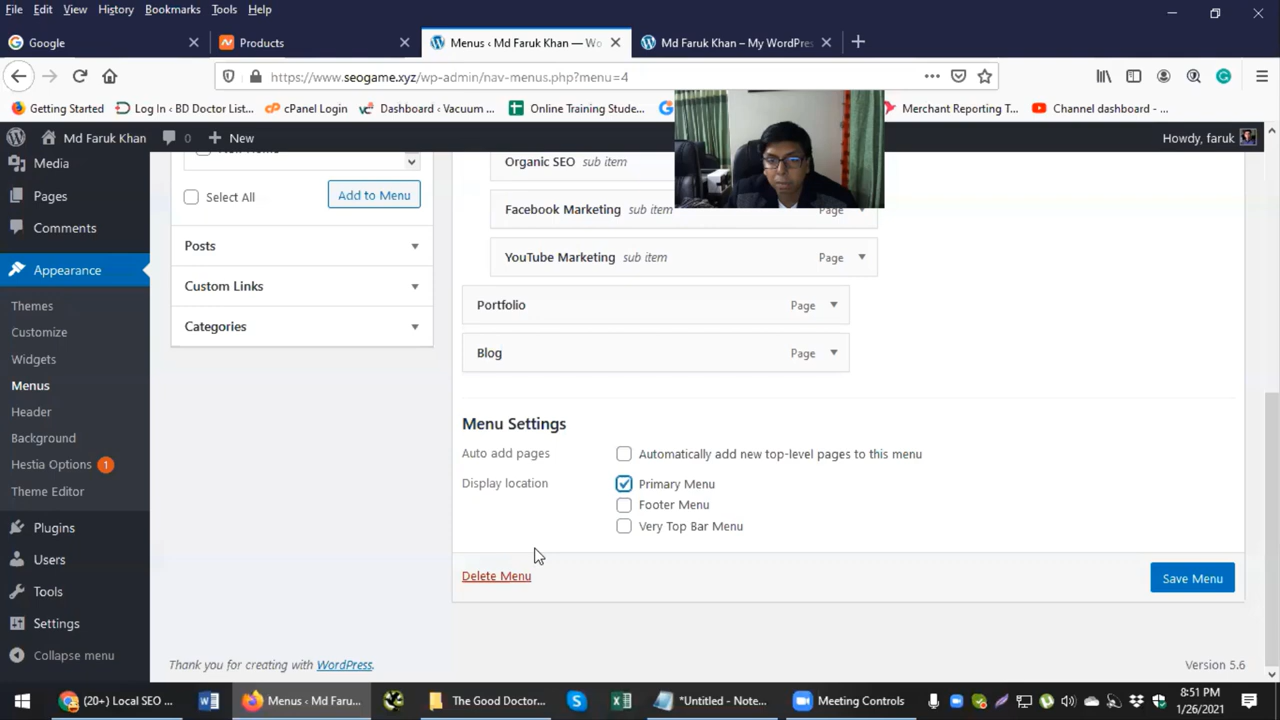 File Edit View History Bookmarks Tools Help
Google Products Menus ‹ Md Faruk Khan — Wo Md Faruk Khan – My WordPres
https://www.seogame.xyz/wp-admin/nav-menus.php?menu=4
Getting Started Log In ‹ BD Doctor List... cPanel Login Dashboard ‹ Vacuum ... Online Training Stude... Merchant Reporting T... Channel dashboard - ...
Md Faruk Khan 0 New Howdy, faruk
Media
Pages
Comments
Appearance
Themes
Customize
Widgets
Menus
Header
Background
Hestia Options 1
Theme Editor
Plugins
Users
Tools
Settings
Collapse menu
Select All Add to Menu
Posts
Custom Links
Categories
Organic SEO sub item
Facebook Marketing sub item Page
YouTube Marketing sub item Page
Portfolio Page
Blog Page
Menu Settings
Auto add pages Automatically add new top-level pages to this menu
Display location Primary Menu
Footer Menu
Very Top Bar Menu
Delete Menu Save Menu
Thank you for creating with WordPress. Version 5.6
(20+) Local SEO ... Menus ‹ Md Faru... The Good Doctor... *Untitled - Note... Meeting Controls
8:51 PM
1/26/2021